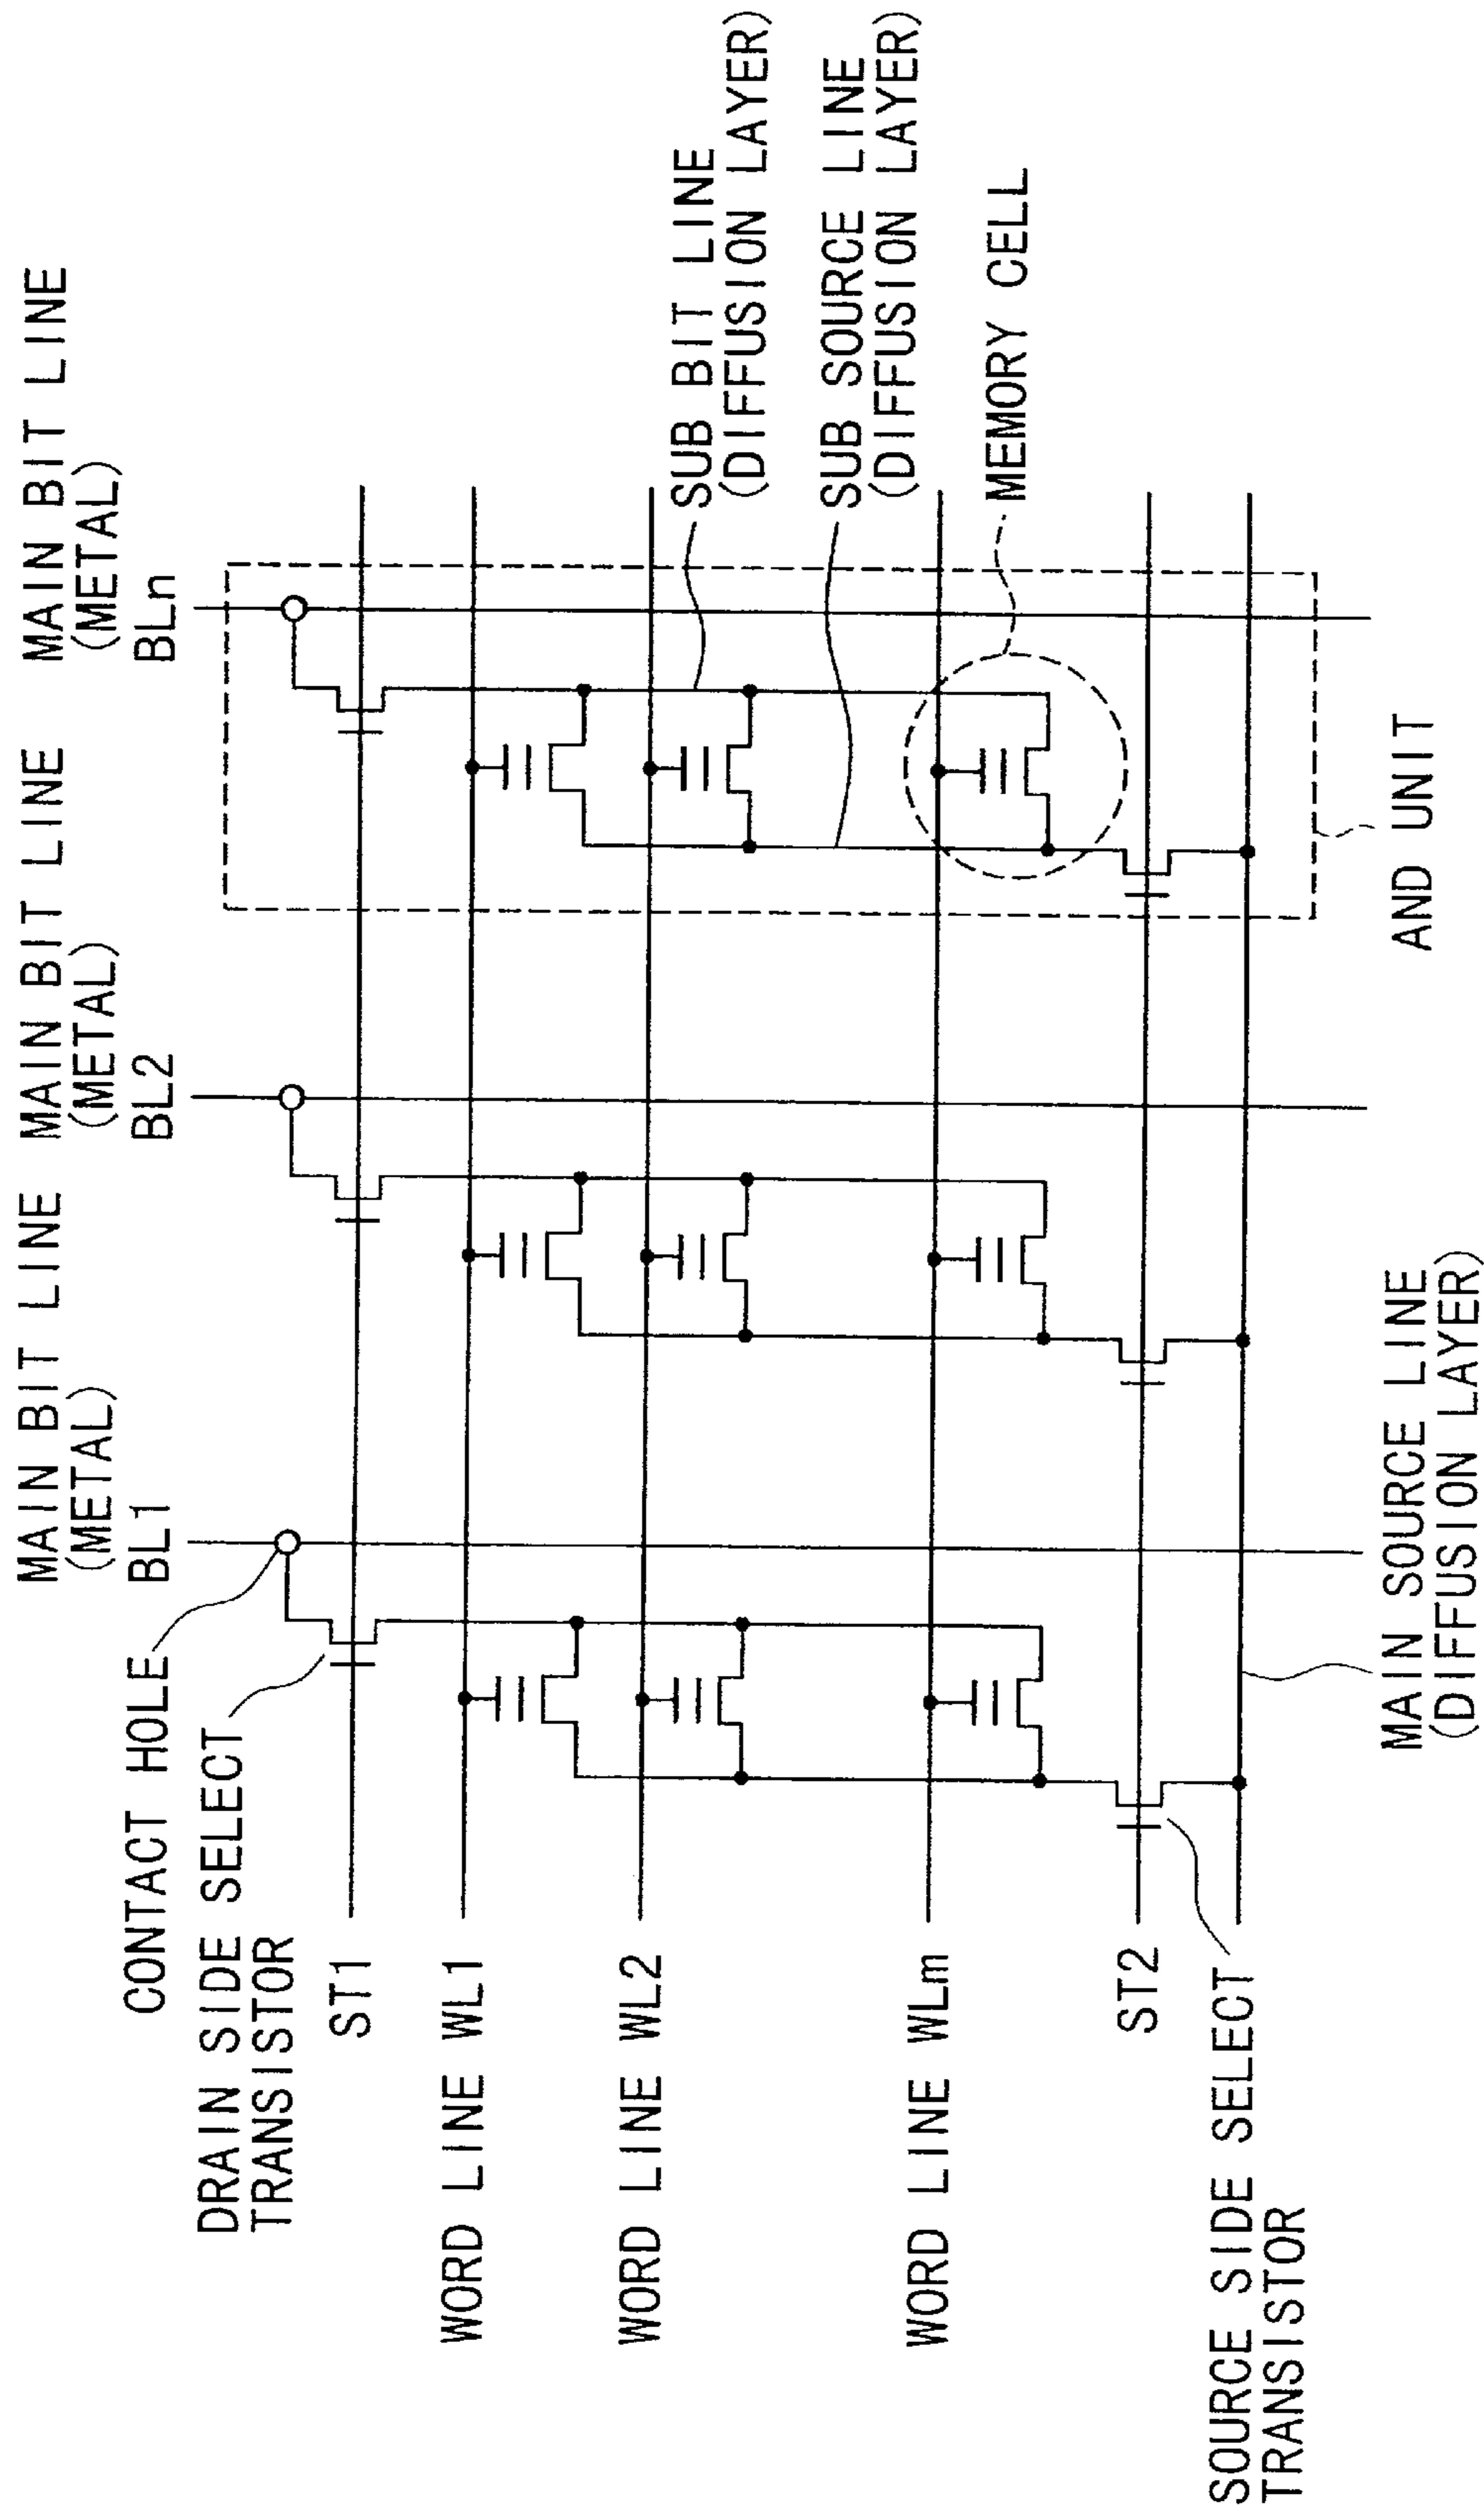 MAIN BIT LINE
(METAL)
BL1
MAIN BIT LINE
(METAL)
BL2
MAIN BIT LINE
(METAL)
BLn
CONTACT HOLE
DRAIN SIDE SELECT
TRANSISTOR
ST1
WORD LINE WL1
WORD LINE WL2
WORD LINE WLm
ST2
SOURCE SIDE SELECT
TRANSISTOR
SUB BIT LINE
(DIFFUSION LAYER)
SUB SOURCE LINE
(DIFFUSION LAYER)
MEMORY CELL
MAIN SOURCE LINE
(DIFFUSION LAYER)
AND UNIT